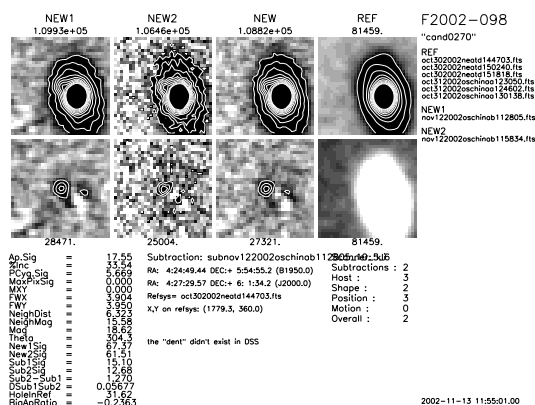 NEW1 NEW2 NEW REF F2002-098
1.0993e+05 1.0646e+05 1.0882e+05 81459.
"cand0270"
REF
oct302002neatd144703.fts
oct302002neatd150240.fts
oct302002neatd151818.fts
oct312002oschinaa123050.fts
oct312002oschinaa124602.fts
oct312002oschinaa130138.fts
NEW1
nov122002oschinab112805.fts
NEW2
nov122002oschinab115834.fts
28471. 25004. 27321. 81459.
Ap.Sig = 17.55
%Inc = 33.54
PCyg.Sig = 5.669
MaxPixSig = 0.000
MXY = 0.000
FWX = 3.904
FWY = 3.950
NeighDist = 6.323
NeighMag = 15.58
Mag = 18.62
Theta = 304.3
New1Sig = 67.37
New2Sig = 61.51
Sub1Sig = 15.10
Sub2Sig = 12.68
Sub2-Sub1 = 1.270
DSub1Sub2 = 0.05677
HoleInRef = 31.62
BigApRatio = -0.2363
Subtraction: subnov122002oschinab112805
RA: 4:24:49.44 DEC:+ 5:54:55.2 (B1950.0)
RA: 4:27:29.57 DEC:+ 6: 1:34.2 (J2000.0)
Refsys= oct302002neatd144703.fts
X,Y on refsys: (1779.3, 360.0)
the "dent" didn't exist in DSS
Subtractions : 2
Host : 3
Shape : 2
Position : 3
Motion : 0
Overall : 2
2002-11-13 11:55:01.00